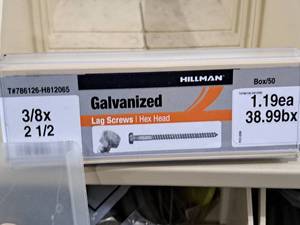 HILLMAN
Box/50
T#786126-H812065
Galvanized
1.19ea
3/8x
Lag Screws | Hex Head
38.99bx
2 1/2